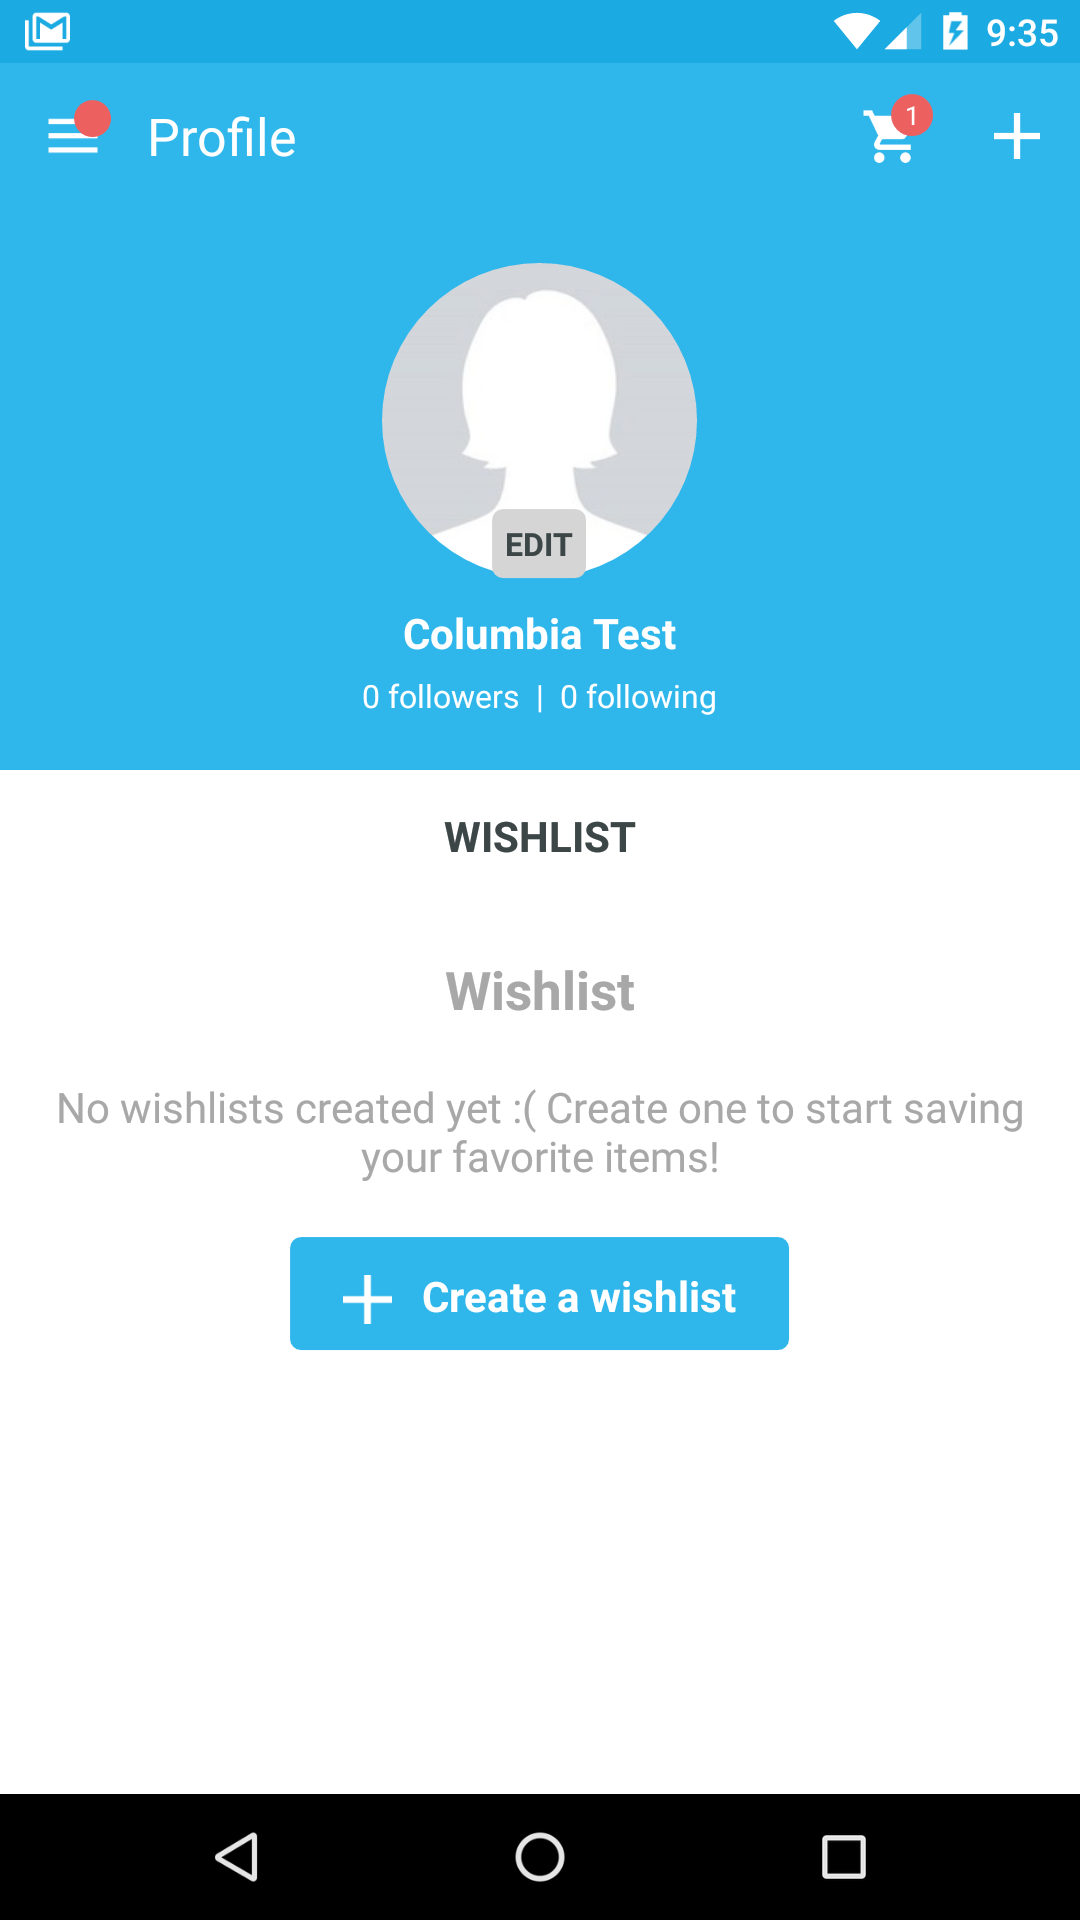 9:35
Profile
1
EDIT
Columbia Test
0 followers | 0 following
WISHLIST
Wishlist
No wishlists created yet :( Create one to start saving
your favorite items!
Create a wishlist